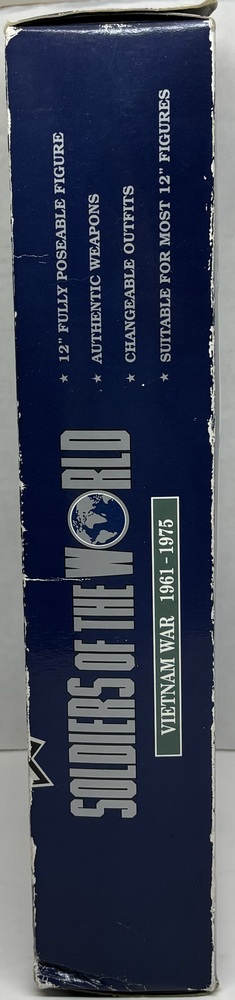 SOLDIERS OF THE WORLD
VIETNAM WAR 1961-1975
★ 12" FULLY POSEABLE FIGURE
★ AUTHENTIC WEAPONS
★ CHANGEABLE OUTFITS
★ SUITABLE FOR MOST 12" FIGURES